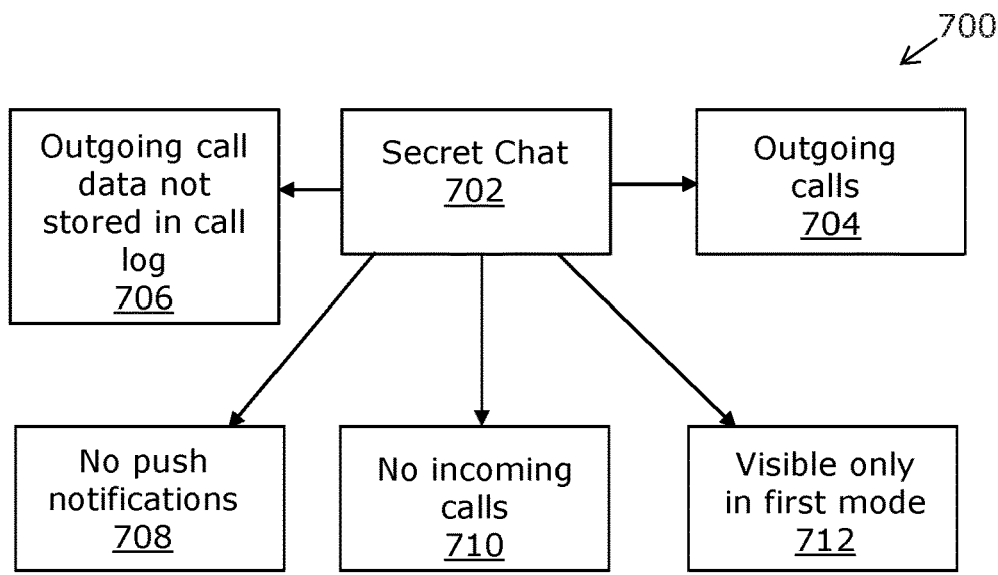 700
Outgoing call
data not
stored in call
log
706
Secret Chat
702
Outgoing
calls
704
No push
notifications
708
No incoming
calls
710
Visible only
in first mode
712